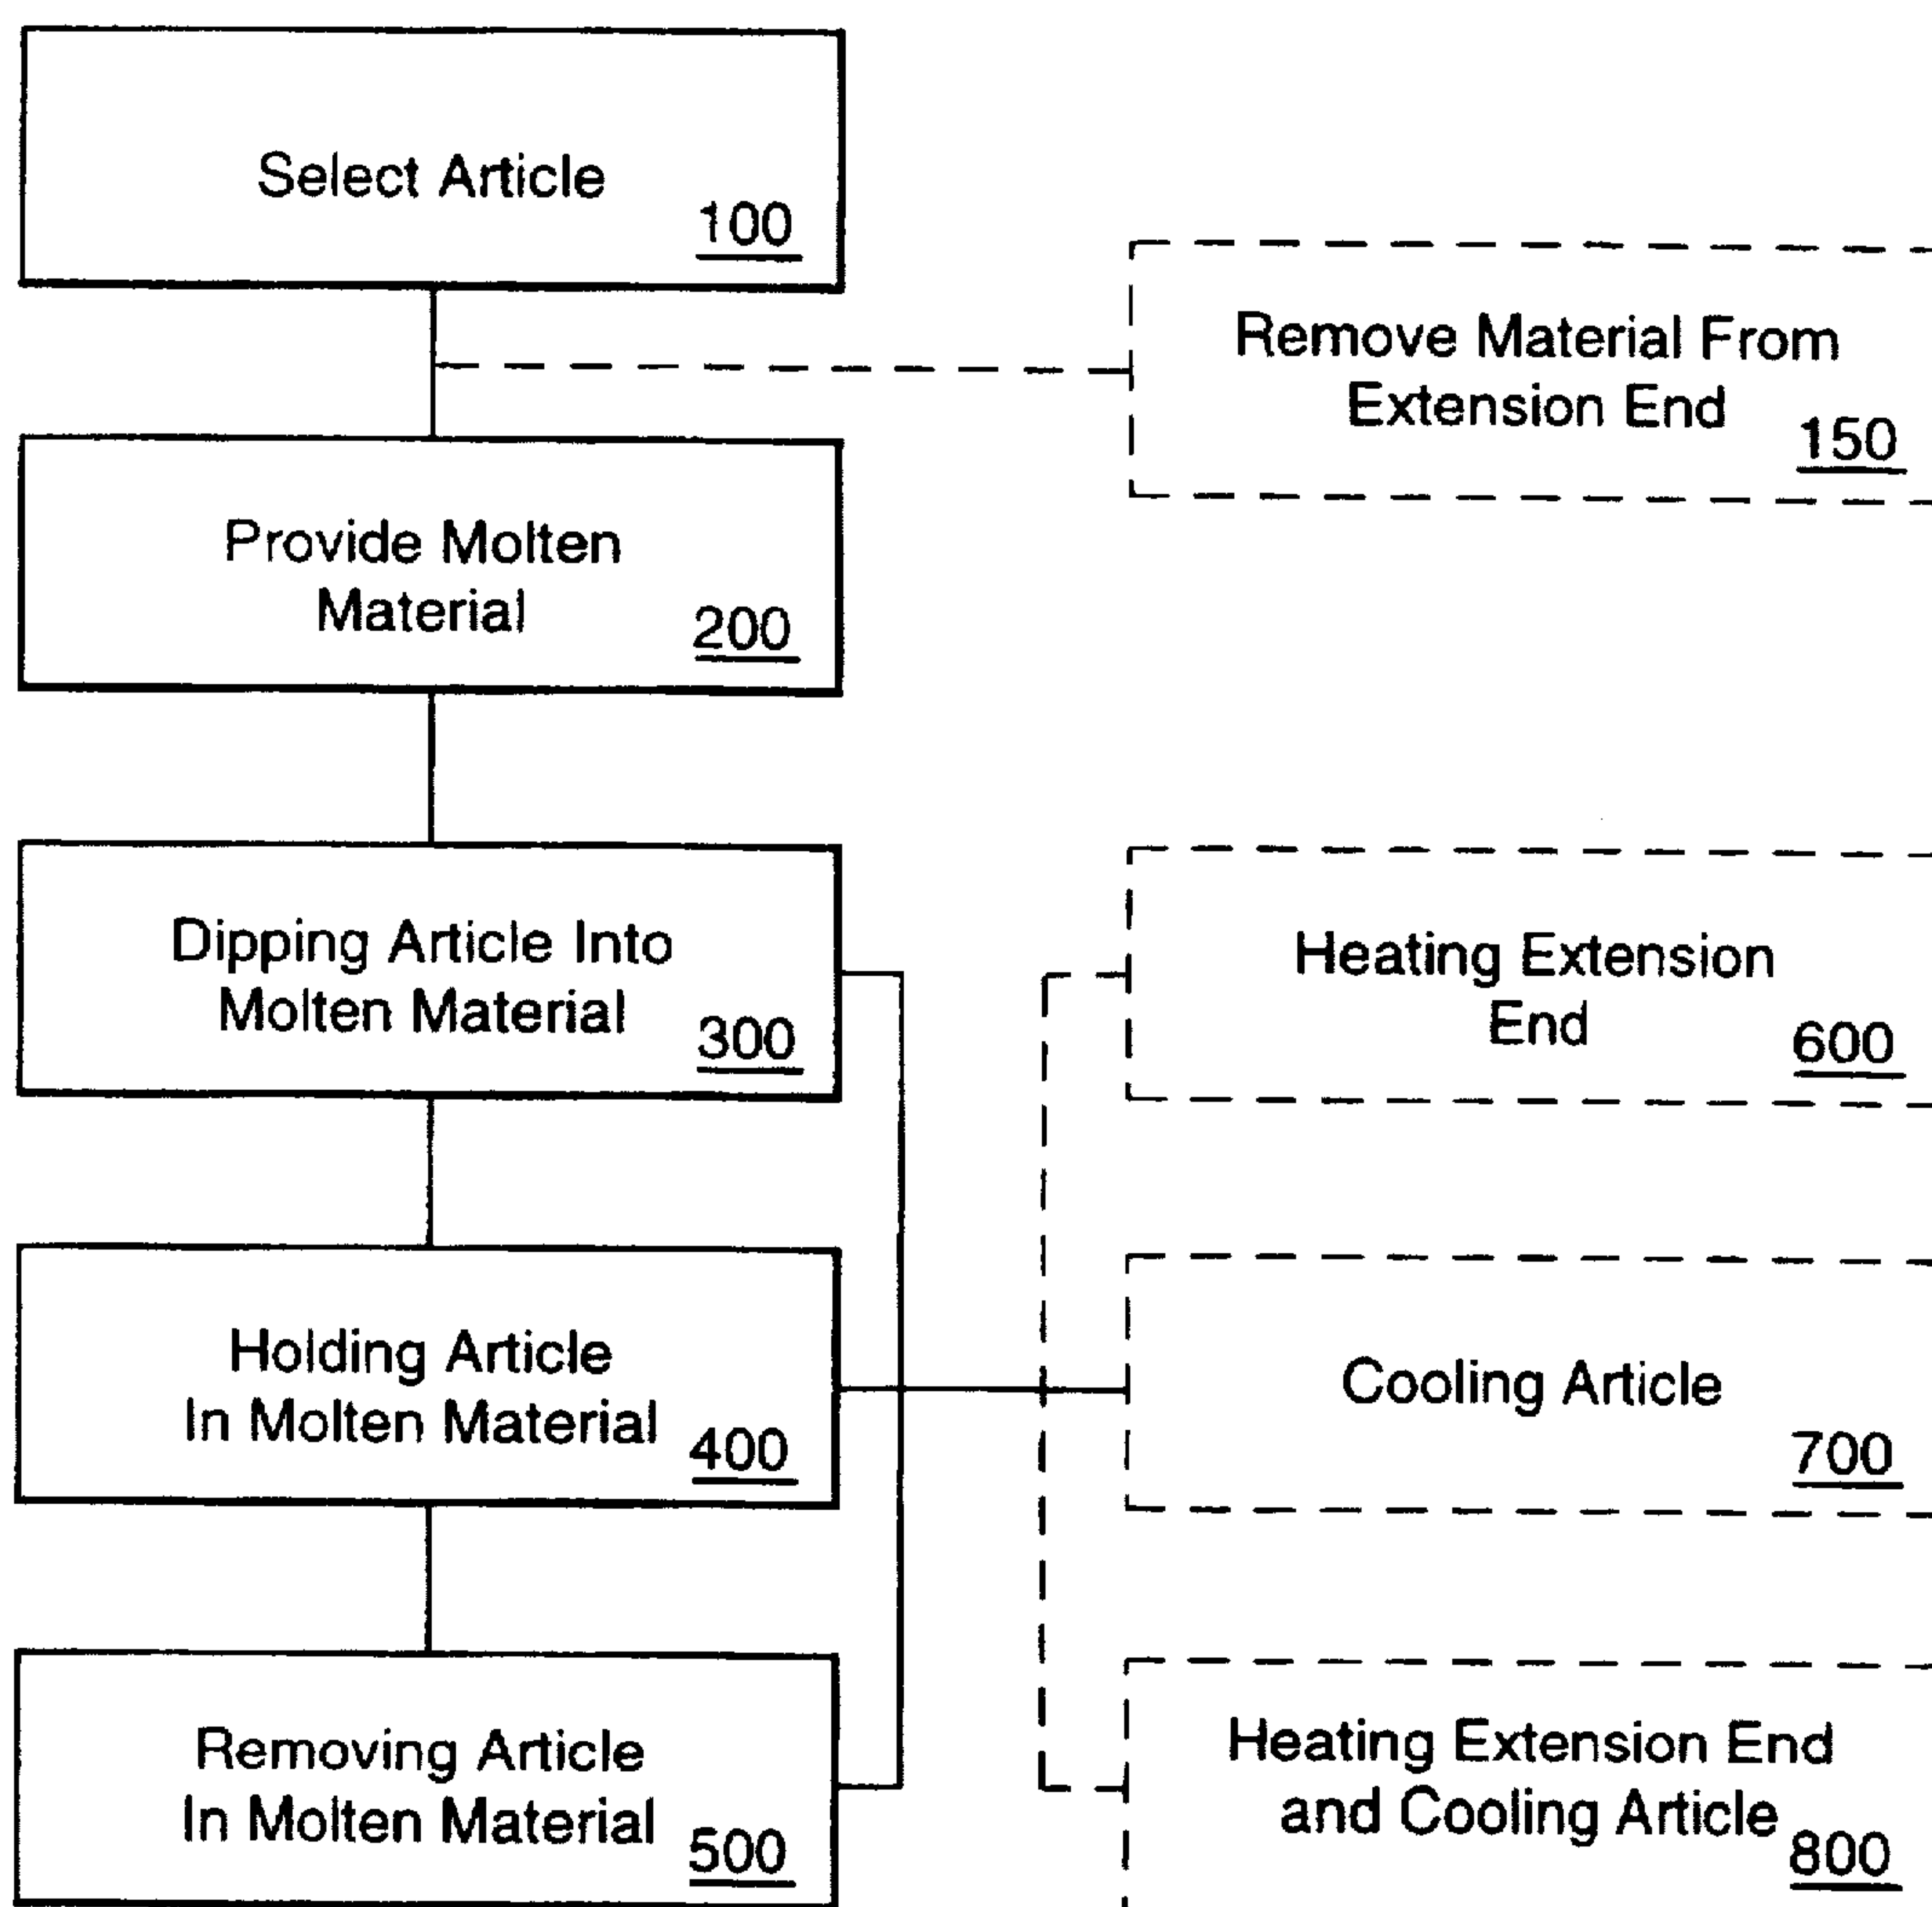 Select Article
100
Remove Material From
Extension End
150
Provide Molten
Material
200
Dipping Article Into
Molten Material
300
Heating Extension
End
600
Holding Article
In Molten Material
400
Cooling Article
700
Removing Article
In Molten Material
500
Heating Extension End
and Cooling Article
800